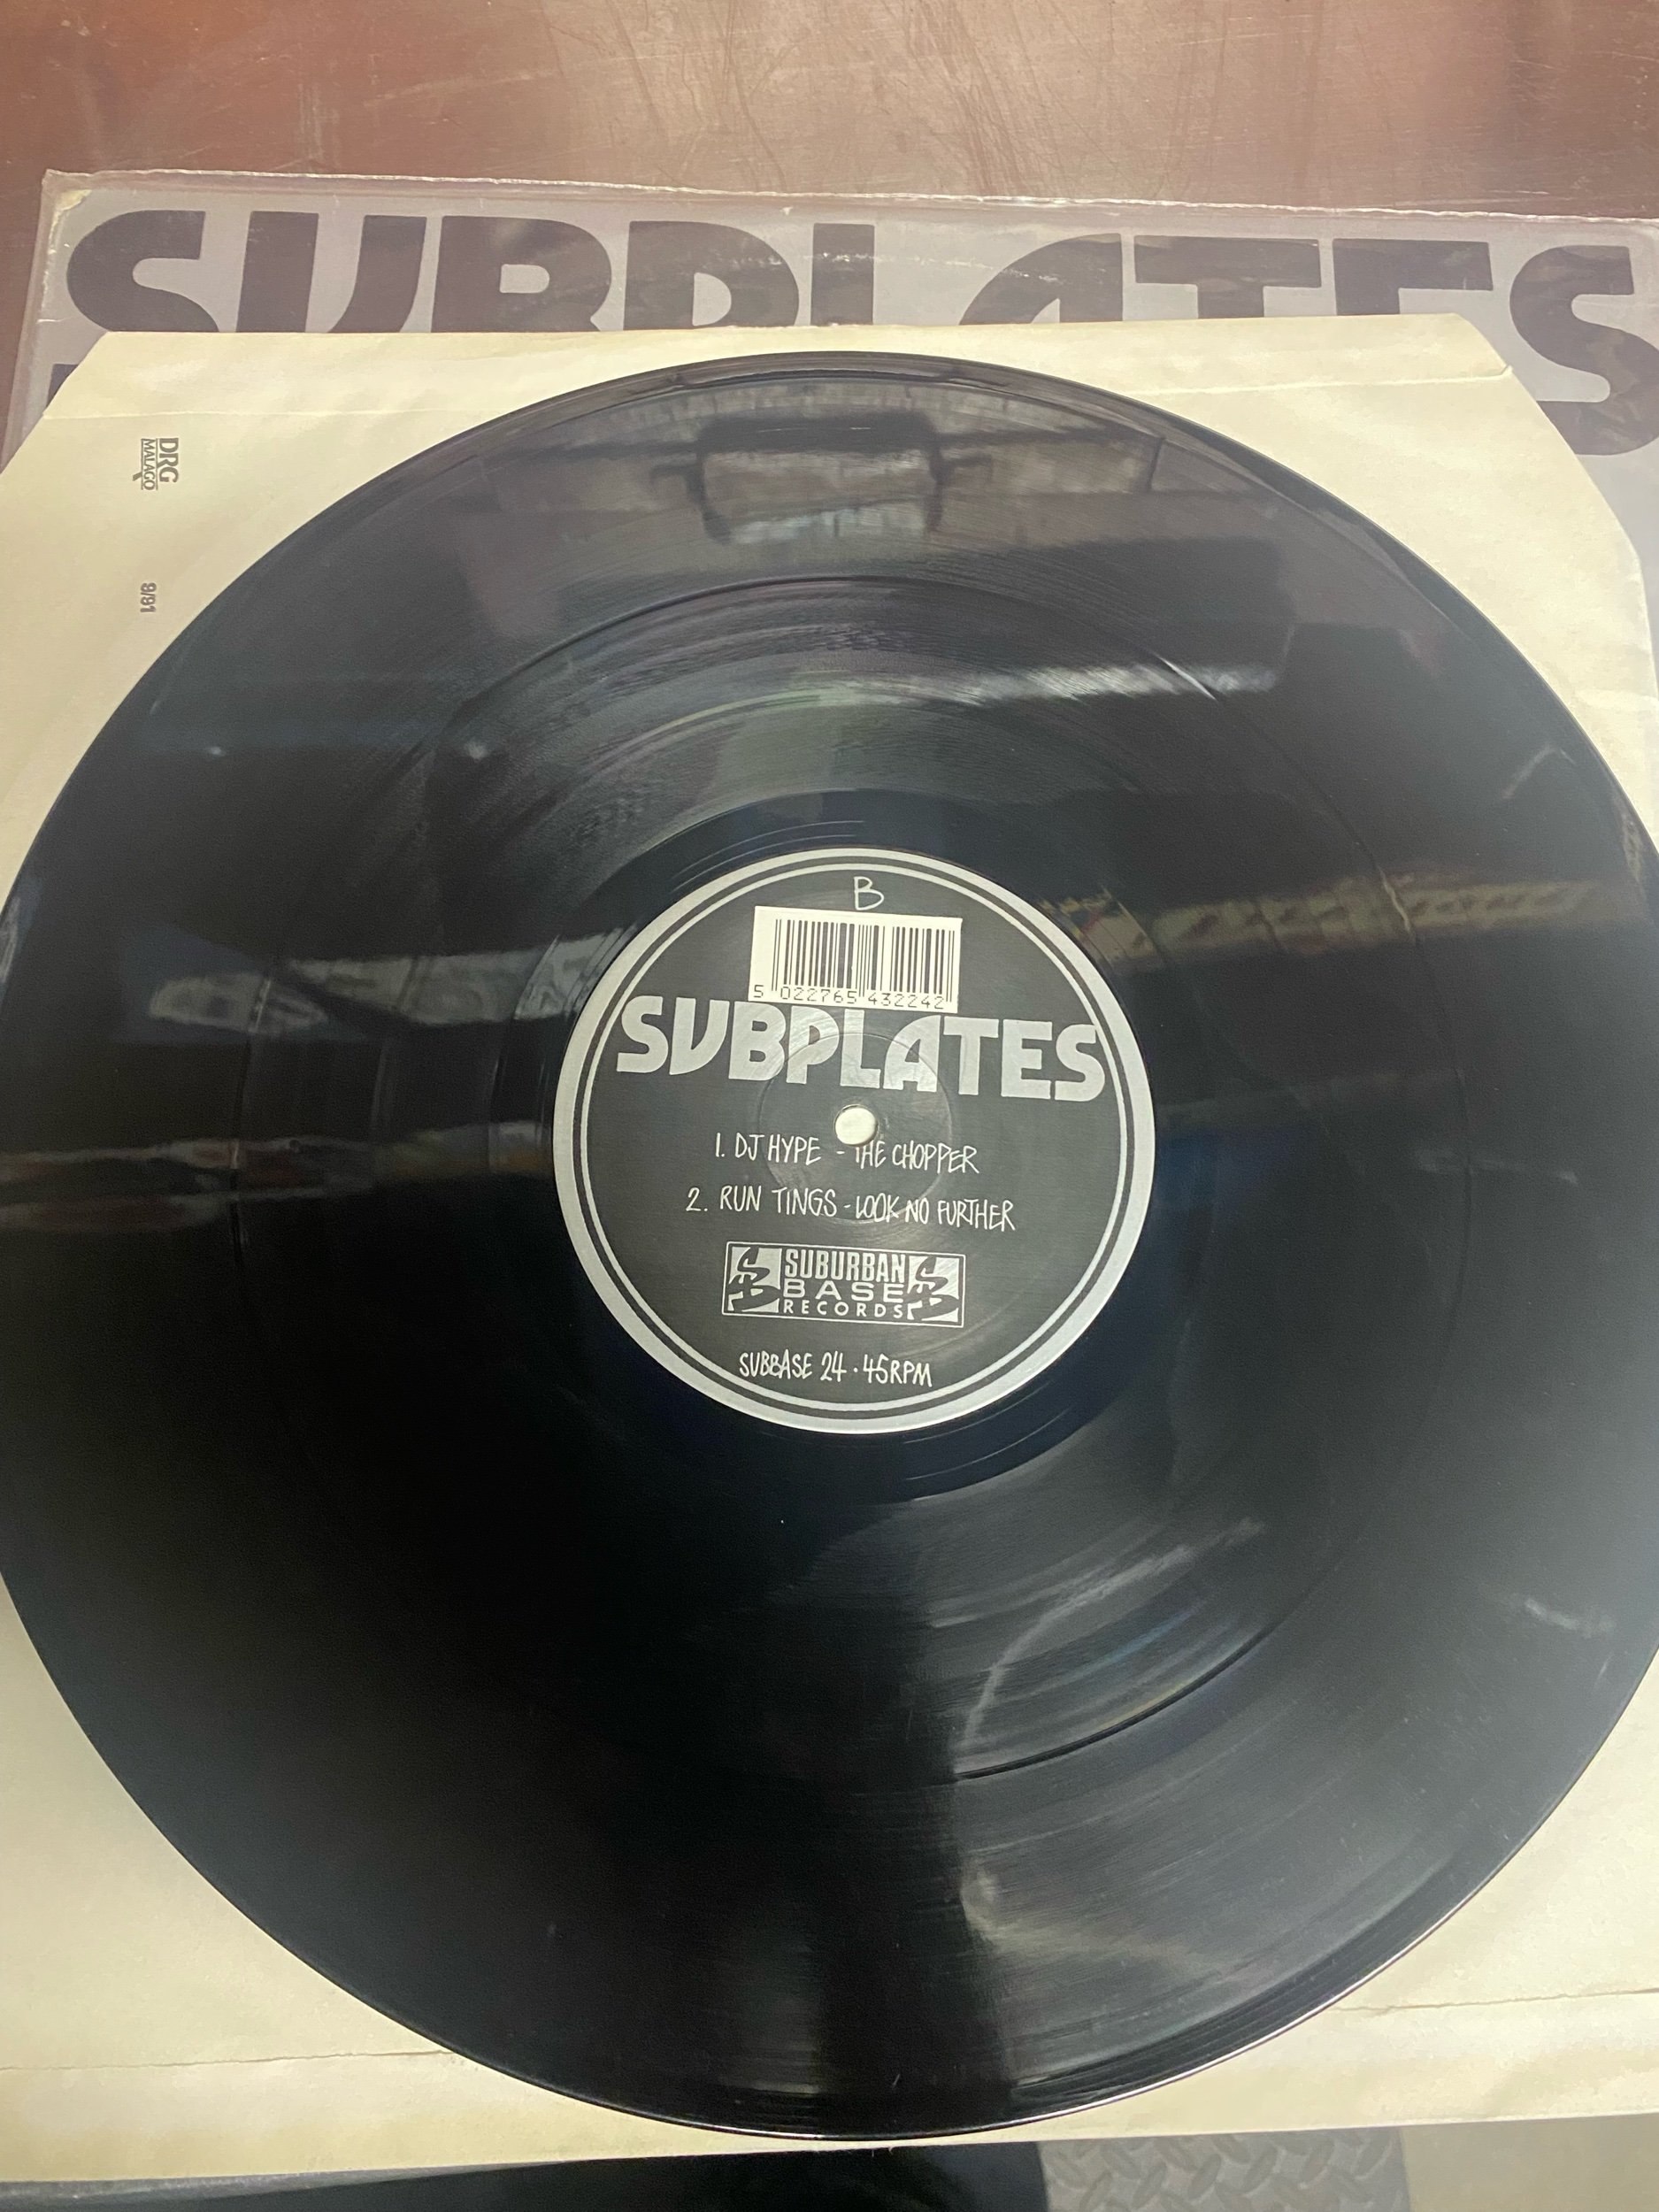 SUBPLATES
DRG
MALAGO
9/91
B
5 022765 432242
SUBPLATES
1. DJ HYPE - THE CHOPPER
2. RUN TINGS - LOOK NO FURTHER
SUBURBAN
BASE
RECORDS
SUBBASE 24 · 45RPM